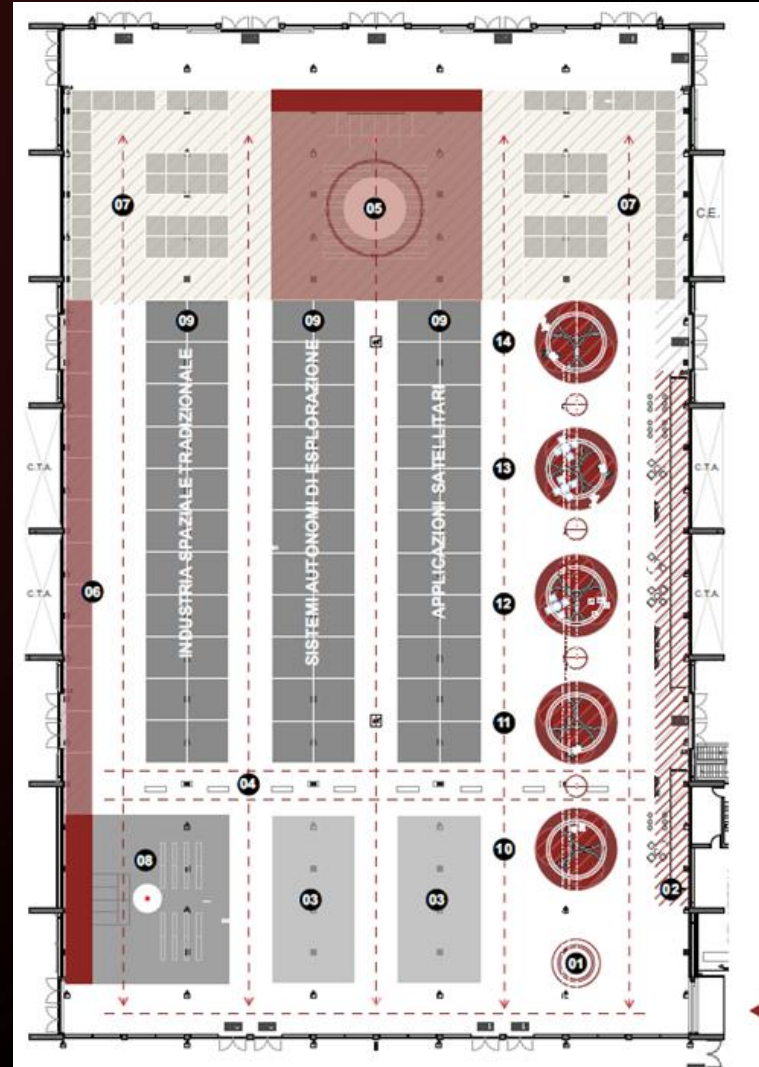 05
07
07
C.E.
09
09
09
14
INDUSTRIA SPAZIALE TRADIZIONALE
SISTEMI AUTONOMI DI ESPLORAZIONE
APPLICAZIONI SATELLITARI
C.T.A.
C.T.A.
13
06
12
C.T.A.
C.T.A.
11
04
08
10
03
03
02
01